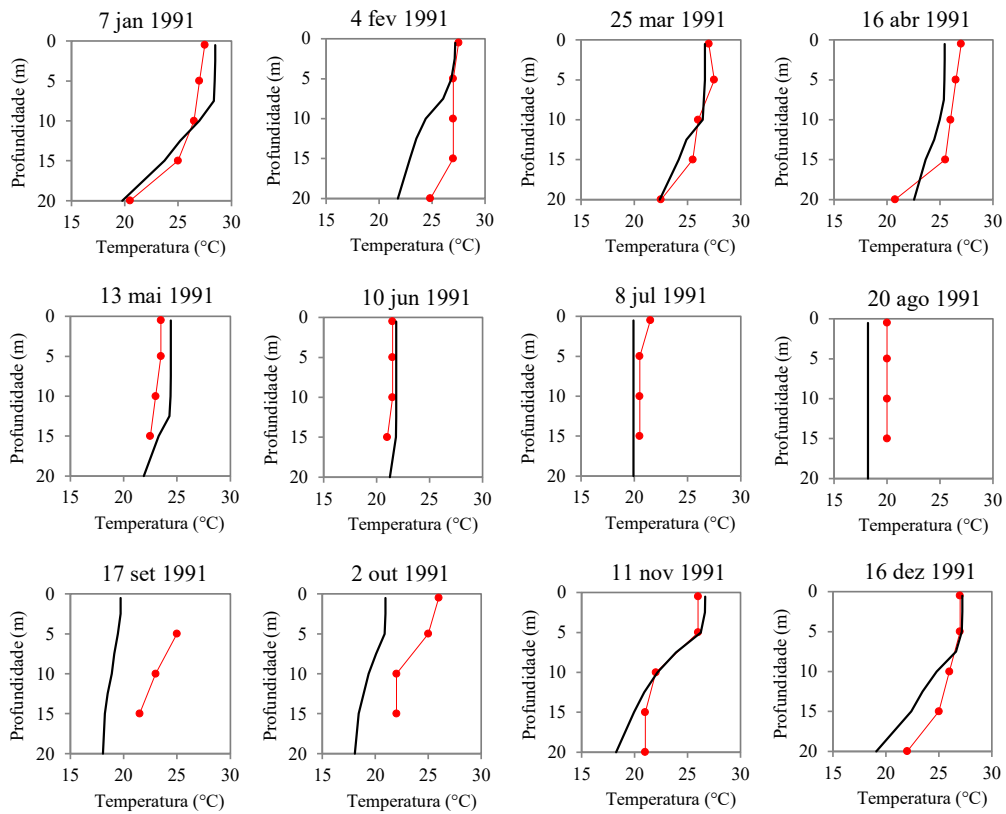 7 jan 1991
4 fev 1991
25 mar 1991
16 abr 1991
Profundidade (m)
0
5
10
15
20
15 20 25 30
Temperatura (°C)
Profundidade (m)
0
5
10
15
20
15 20 25 30
Temperatura (°C)
Profundidade (m)
0
5
10
15
20
15 20 25 30
Temperatura (°C)
Profundidade (m)
0
5
10
15
20
15 20 25 30
Temperatura (°C)
13 mai 1991
10 jun 1991
8 jul 1991
20 ago 1991
Profundidade (m)
0
5
10
15
20
15 20 25 30
Temperatura (°C)
Profundidade (m)
0
5
10
15
20
15 20 25 30
Temperatura (°C)
Profundidade (m)
0
5
10
15
20
15 20 25 30
Temperatura (°C)
Profundidade (m)
0
5
10
15
20
15 20 25 30
Temperatura (°C)
17 set 1991
2 out 1991
11 nov 1991
16 dez 1991
Profundidade (m)
0
5
10
15
20
15 20 25 30
Temperatura (°C)
Profundidade (m)
0
5
10
15
20
15 20 25 30
Temperatura (°C)
Profundidade (m)
0
5
10
15
20
15 20 25 30
Temperatura (°C)
Profundidade (m)
0
5
10
15
20
15 20 25 30
Temperatura (°C)